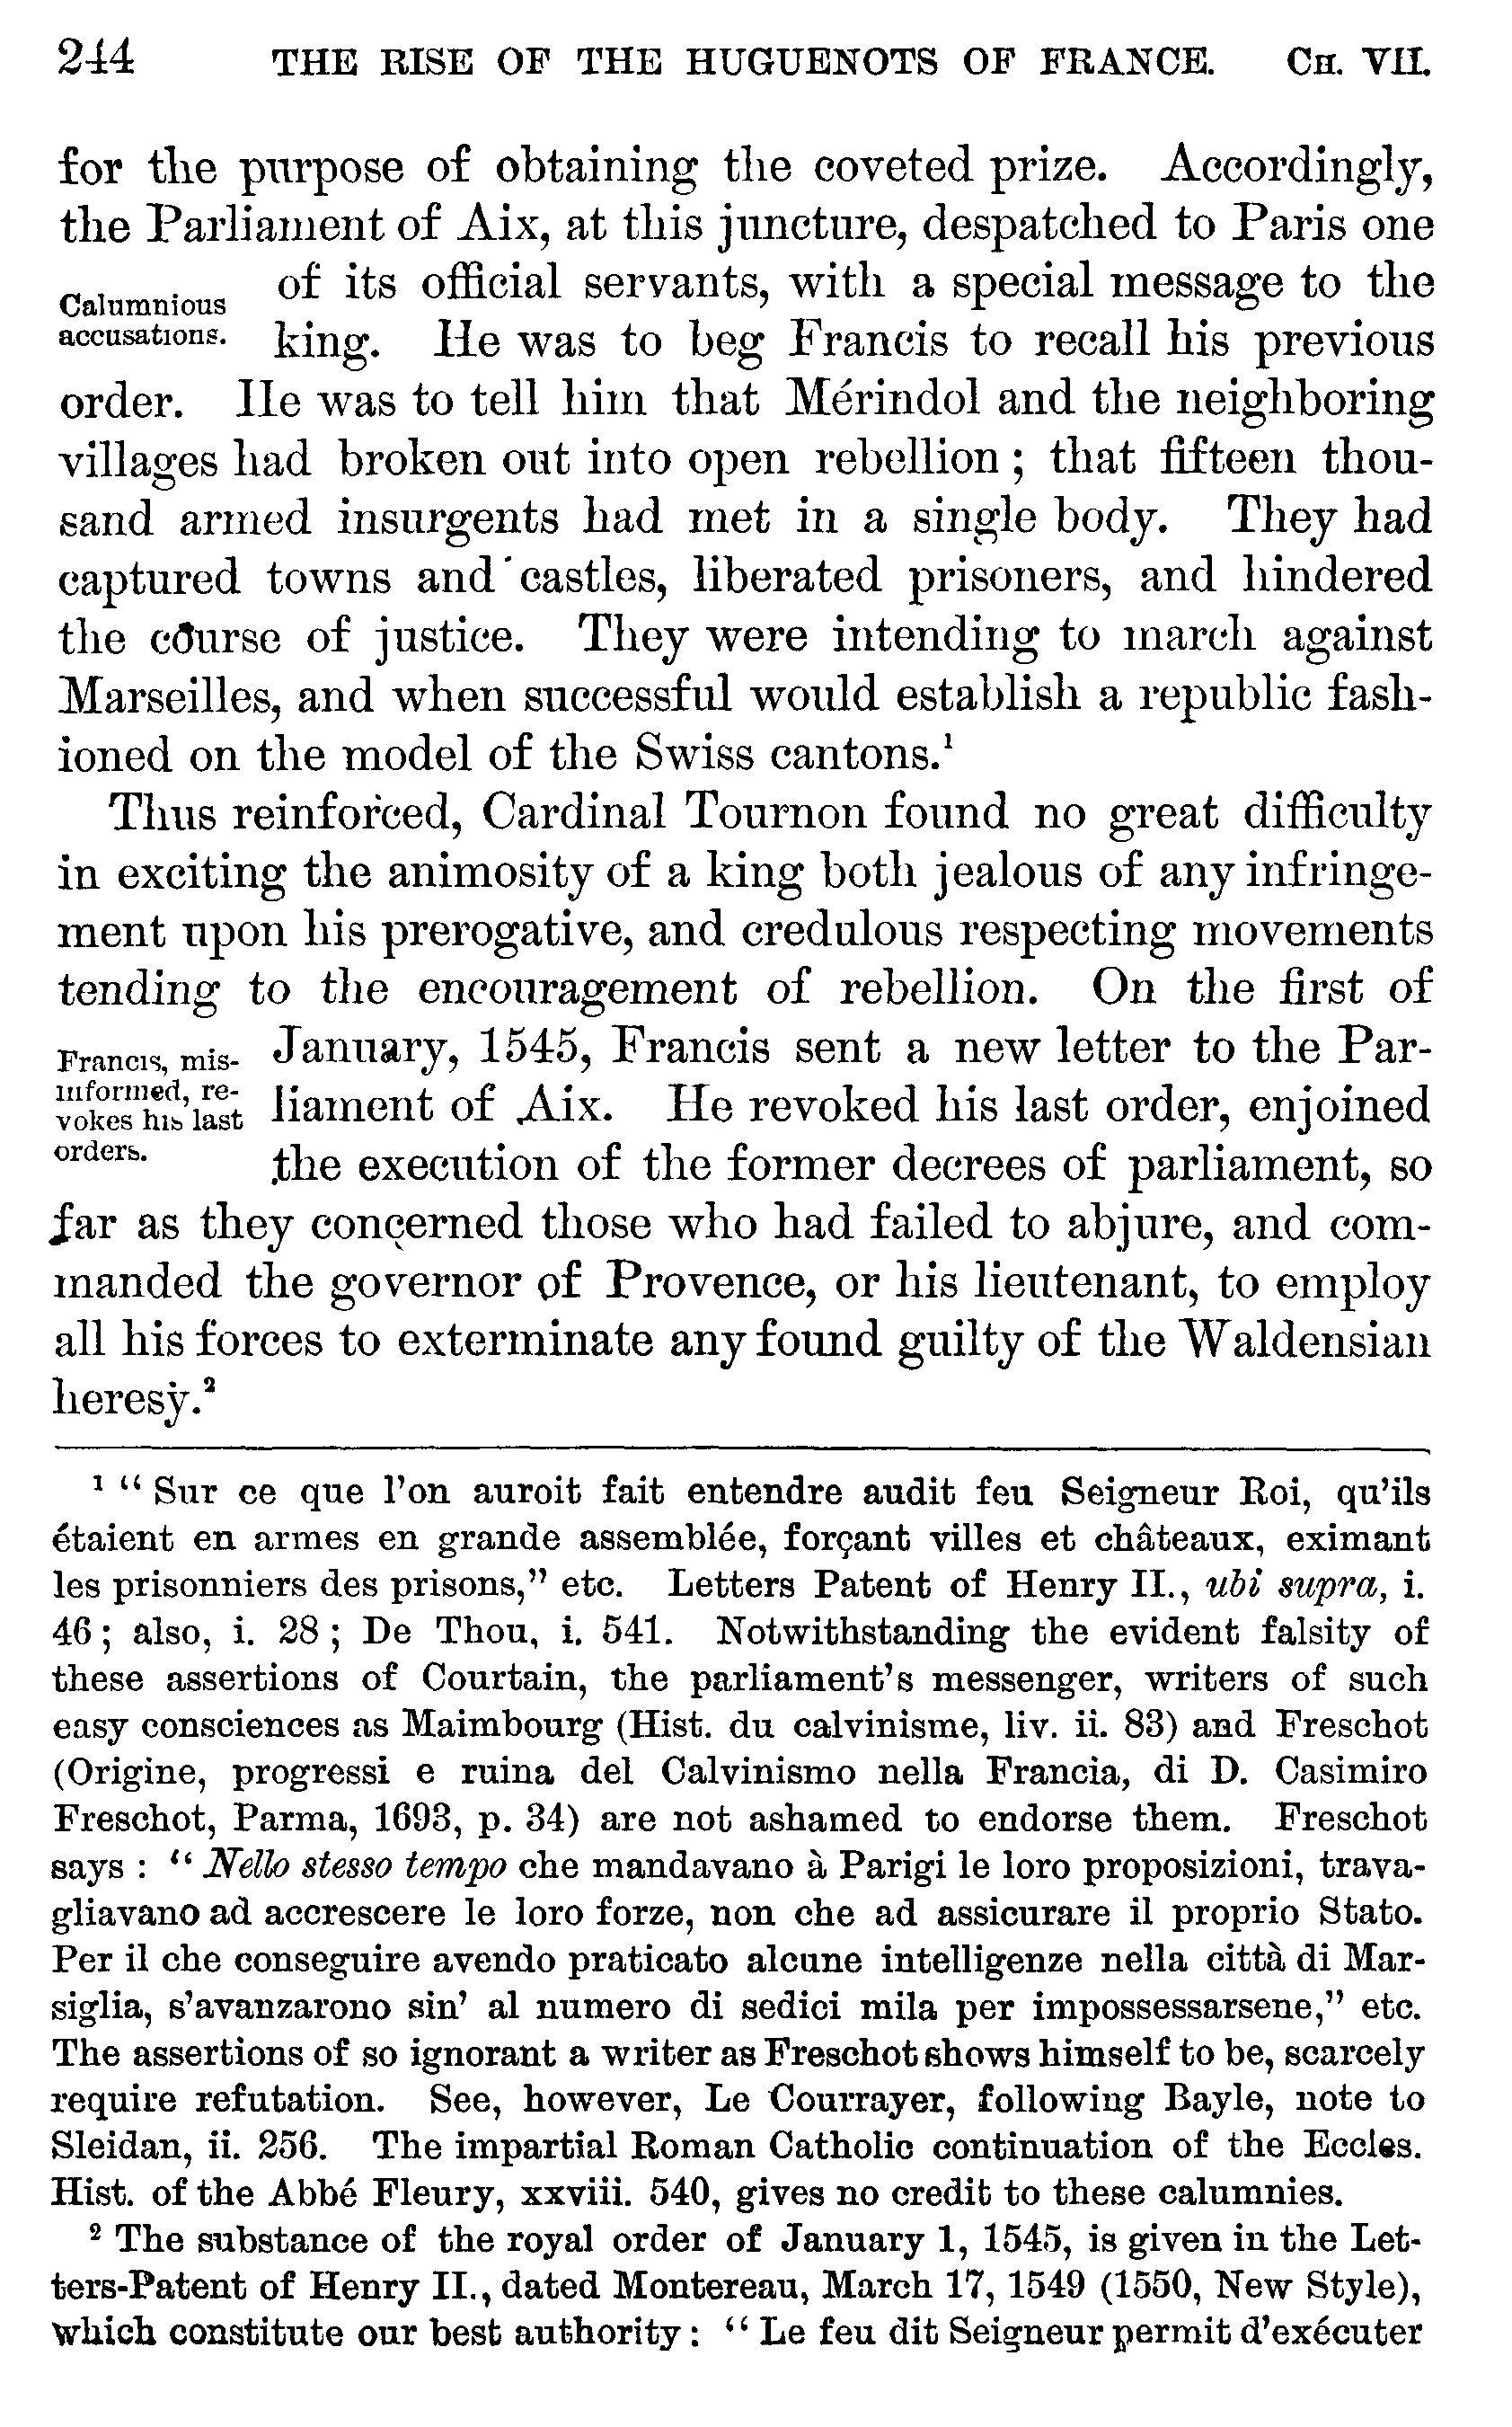 244 THE RISE OF THE HUGUENOTS OF FRANCE. CH. VII.
for the purpose of obtaining the coveted prize. Accordingly,
the Parliament of Aix, at this juncture, despatched to Paris one
of its official servants, with a special message to the
Calumnious
accusations.
king. He was to beg Francis to recall his previous
order. He was to tell him that Mérindol and the neighboring
villages had broken out into open rebellion; that fifteen thou-
sand armed insurgents had met in a single body. They had
captured towns and castles, liberated prisoners, and hindered
the course of justice. They were intending to march against
Marseilles, and when successful would establish a republic fash-
ioned on the model of the Swiss cantons.¹
Thus reinforced, Cardinal Tournon found no great difficulty
in exciting the animosity of a king both jealous of any infringe-
ment upon his prerogative, and credulous respecting movements
tending to the encouragement of rebellion. On the first of
January, 1545, Francis sent a new letter to the Par-
Francis, mis-
informed, re-
vokes his last
orders.
liament of Aix. He revoked his last order, enjoined
the execution of the former decrees of parliament, so
far as they concerned those who had failed to abjure, and com-
manded the governor of Provence, or his lieutenant, to employ
all his forces to exterminate any found guilty of the Waldensian
heresy.²
¹ “Sur ce que l’on auroit fait entendre audit feu Seigneur Roi, qu’ils
étaient en armes en grande assemblée, forçant villes et châteaux, eximant
les prisonniers des prisons,” etc. Letters Patent of Henry II., ubi supra, i.
46; also, i. 28; De Thou, i. 541. Notwithstanding the evident falsity of
these assertions of Courtain, the parliament’s messenger, writers of such
easy consciences as Maimbourg (Hist. du calvinisme, liv. ii. 83) and Freschot
(Origine, progressi e ruina del Calvinismo nella Francia, di D. Casimiro
Freschot, Parma, 1693, p. 34) are not ashamed to endorse them. Freschot
says: “Nello stesso tempo che mandavano à Parigi le loro proposizioni, trava-
gliavano ad accrescere le loro forze, non che ad assicurare il proprio Stato.
Per il che conseguire avendo praticato alcune intelligenze nella città di Mar-
siglia, s’avanzarono sin’ al numero di sedici mila per impossessarsene,” etc.
The assertions of so ignorant a writer as Freschot shows himself to be, scarcely
require refutation. See, however, Le Courrayer, following Bayle, note to
Sleidan, ii. 256. The impartial Roman Catholic continuation of the Eccles.
Hist. of the Abbé Fleury, xxviii. 540, gives no credit to these calumnies.
² The substance of the royal order of January 1, 1545, is given in the Let-
ters-Patent of Henry II., dated Montereau, March 17, 1549 (1550, New Style),
which constitute our best authority: “Le feu dit Seigneur permit d’exécuter